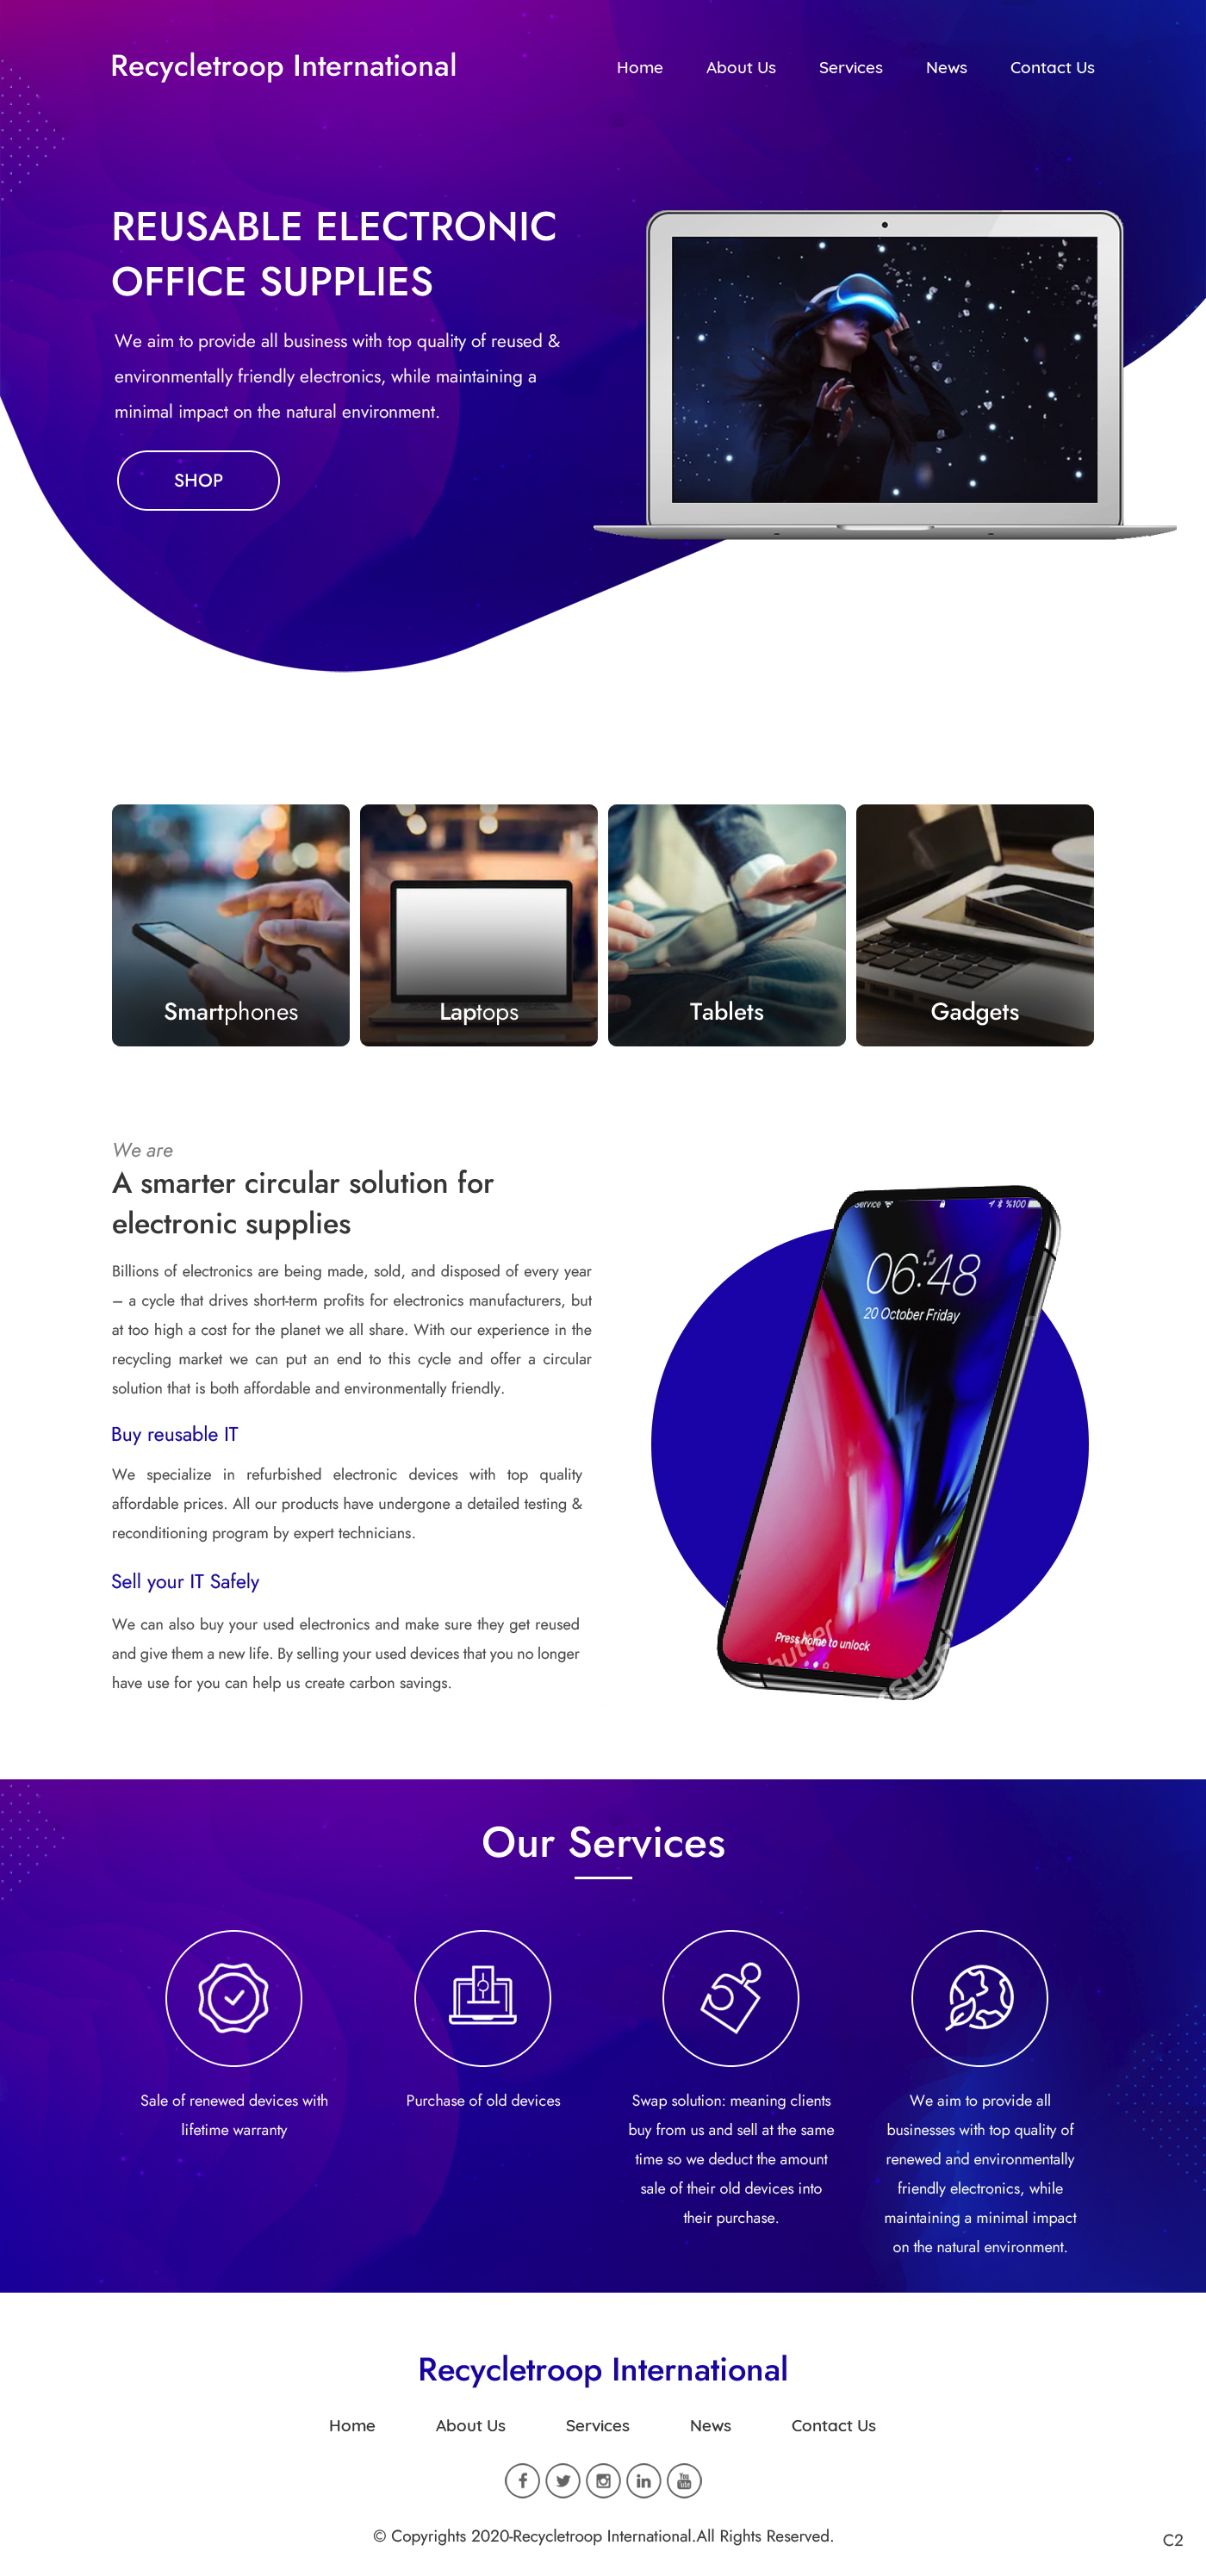 Recycletroop International
Home About Us Services News Contact Us
REUSABLE ELECTRONIC
OFFICE SUPPLIES
We aim to provide all business with top quality of reused &
environmentally friendly electronics, while maintaining a
minimal impact on the natural environment.
SHOP
Smartphones
Laptops
Tablets
Gadgets
We are
A smarter circular solution for
electronic supplies
Billions of electronics are being made, sold, and disposed of every year
– a cycle that drives short-term profits for electronics manufacturers, but
at too high a cost for the planet we all share. With our experience in the
recycling market we can put an end to this cycle and offer a circular
solution that is both affordable and environmentally friendly.
Buy reusable IT
We specialize in refurbished electronic devices with top quality
affordable prices. All our products have undergone a detailed testing &
reconditioning program by expert technicians.
Sell your IT Safely
We can also buy your used electronics and make sure they get reused
and give them a new life. By selling your used devices that you no longer
have use for you can help us create carbon savings.
Service %100
06:48
20 October Friday
Press home to unlock
Our Services
Sale of renewed devices with
lifetime warranty
Purchase of old devices
Swap solution: meaning clients
buy from us and sell at the same
time so we deduct the amount
sale of their old devices into
their purchase.
We aim to provide all
businesses with top quality of
renewed and environmentally
friendly electronics, while
maintaining a minimal impact
on the natural environment.
Recycletroop International
Home About Us Services News Contact Us
© Copyrights 2020-Recycletroop International.All Rights Reserved.
C2